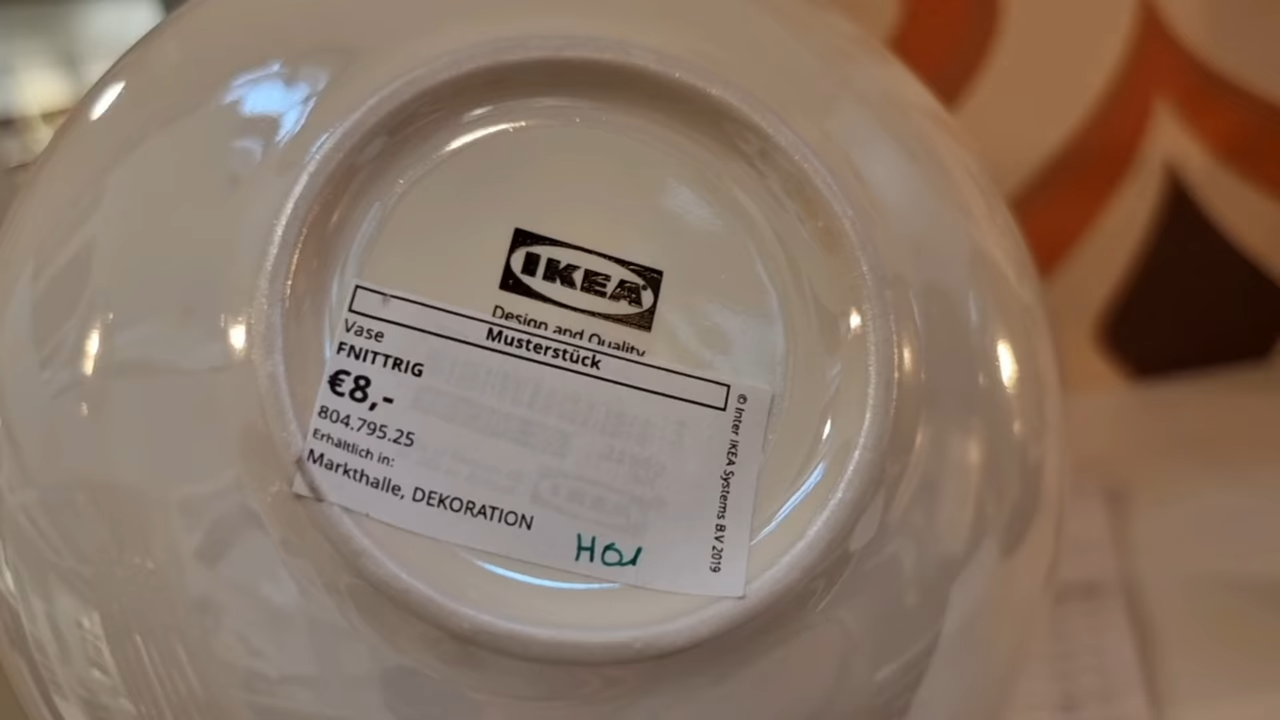 IKEA
Design and Quality
Musterstück
Vase
FNITTRIG
€8,-
804.795.25
Erhältlich in:
Markthalle, DEKORATION
© Inter IKEA Systems B.V 2019